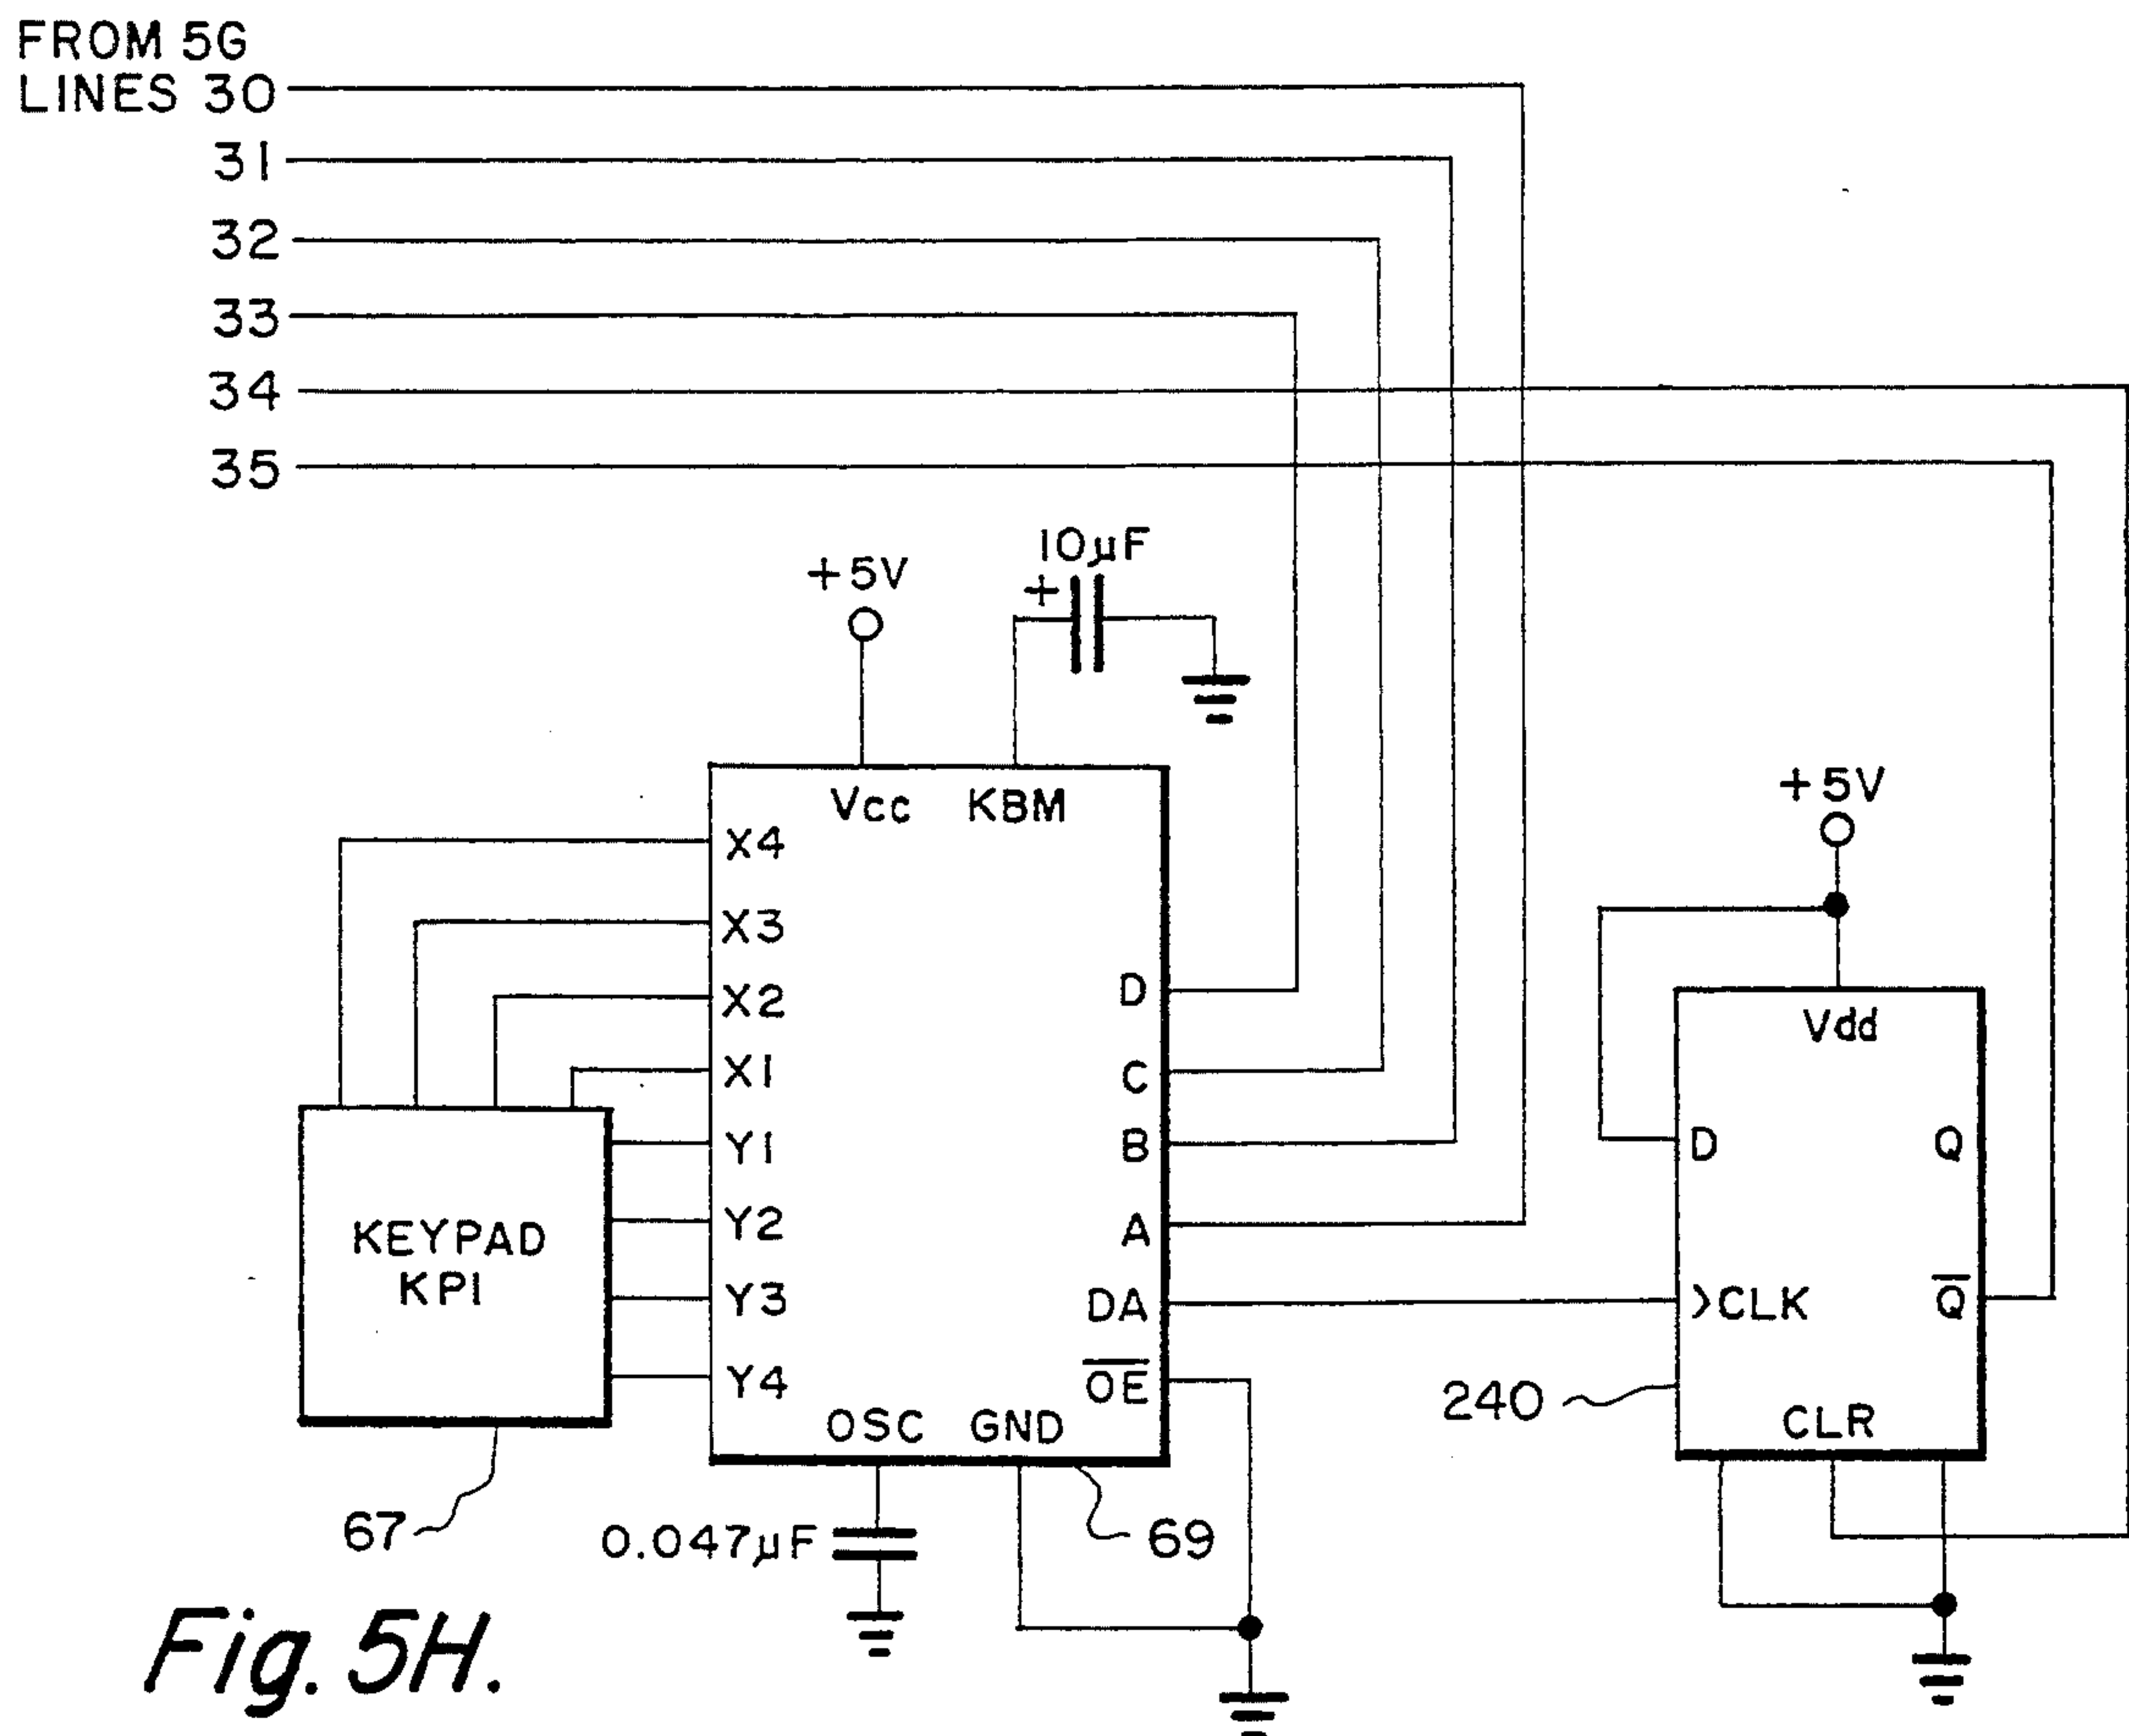 FROM 5G
LINES 30
31
32
33
34
35
10µF
+
+5V
+5V
Vcc KBM
X4
X3
X2
X1
Y1
Y2
Y3
Y4
D
C
B
A
DA
O̅E̅
OSC GND
KEYPAD
KP1
Vdd
D Q
>CLK Q̅
CLR
240
67
0.047µF
69
Fig. 5H.